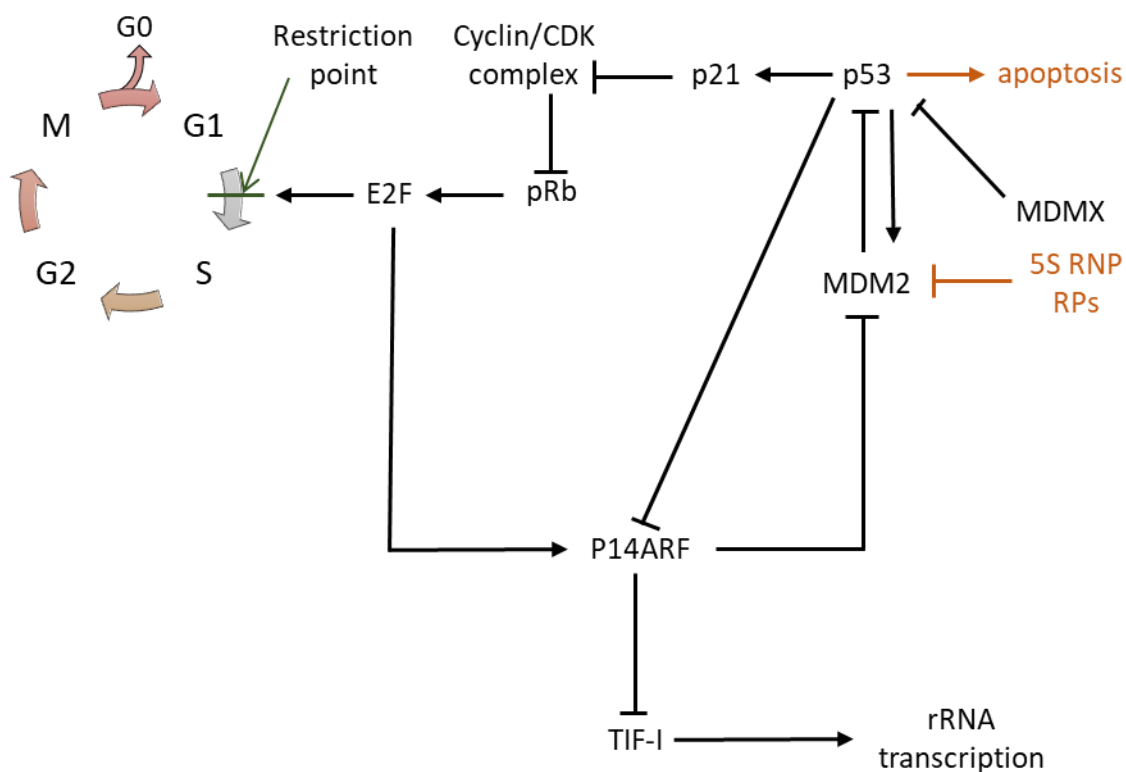 G0
Restriction
point
Cyclin/CDK
complex
p21
p53
apoptosis
M
G1
E2F
pRb
MDMX
G2
S
MDM2
5S RNP
RPs
P14ARF
TIF-I
rRNA
transcription